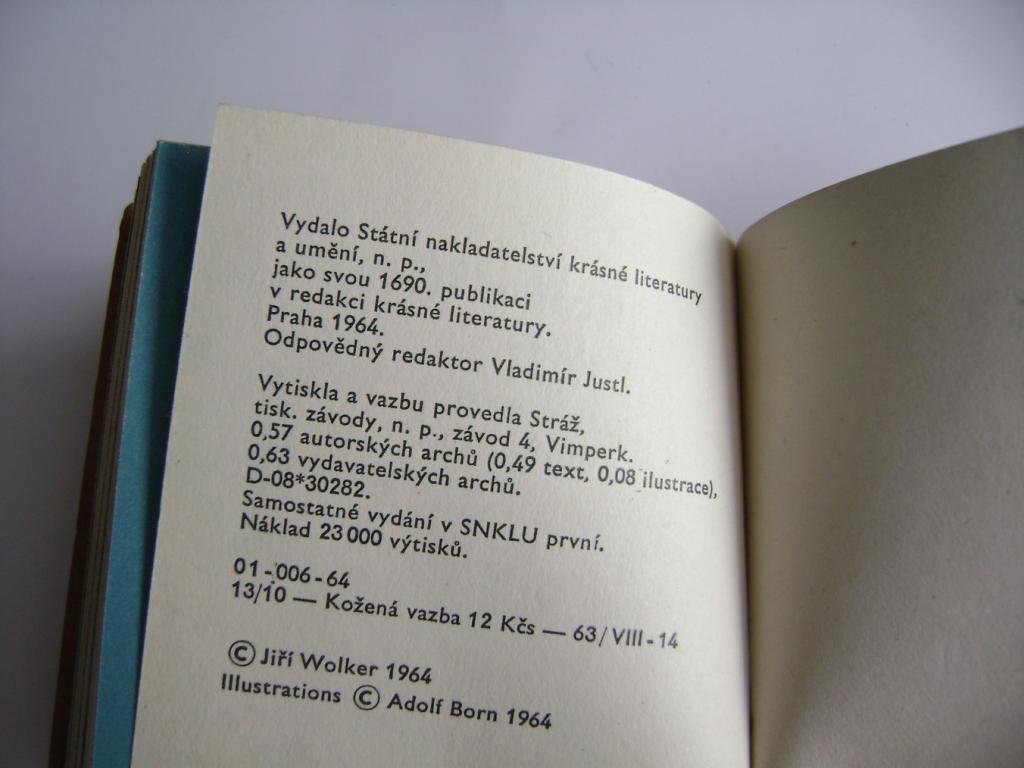 Vydalo Státní nakladatelství krásné literatury
a umění, n. p.,
jako svou 1690. publikaci
v redakci krásné literatury.
Praha 1964.
Odpovědný redaktor Vladimír Justl.
Vytiskla a vazbu provedla Stráž,
tisk. závody, n. p., závod 4, Vimperk.
0,57 autorských archů (0,49 text, 0,08 ilustrace),
0,63 vydavatelských archů.
D-08*30282.
Samostatné vydání v SNKLU první.
Náklad 23 000 výtisků.
01-006-64
13/10 — Kožená vazba 12 Kčs — 63/VIII-14
© Jiří Wolker 1964
Illustrations © Adolf Born 1964